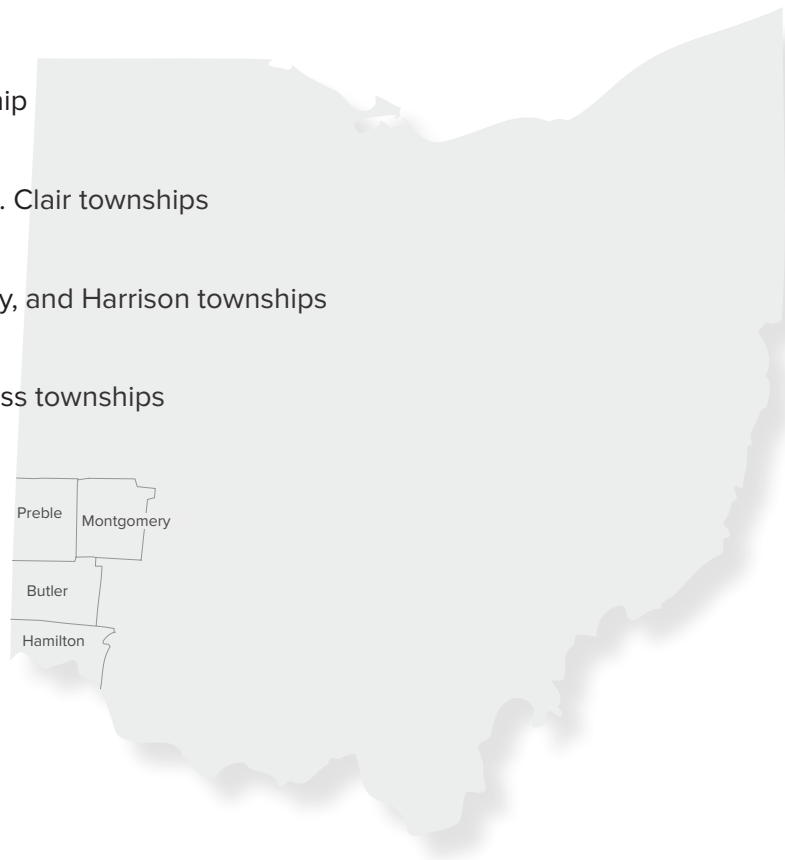 ip
. Clair townships
y, and Harrison townships
ss townships
Preble
Montgomery
Butler
Hamilton